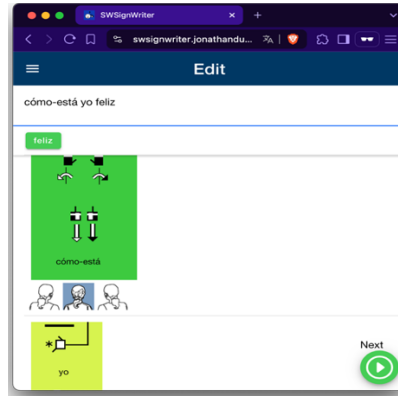 SWSignWriter
swsignwriter.jonathandu...
Edit
cómo-está yo feliz
feliz
cómo-está
yo
Next